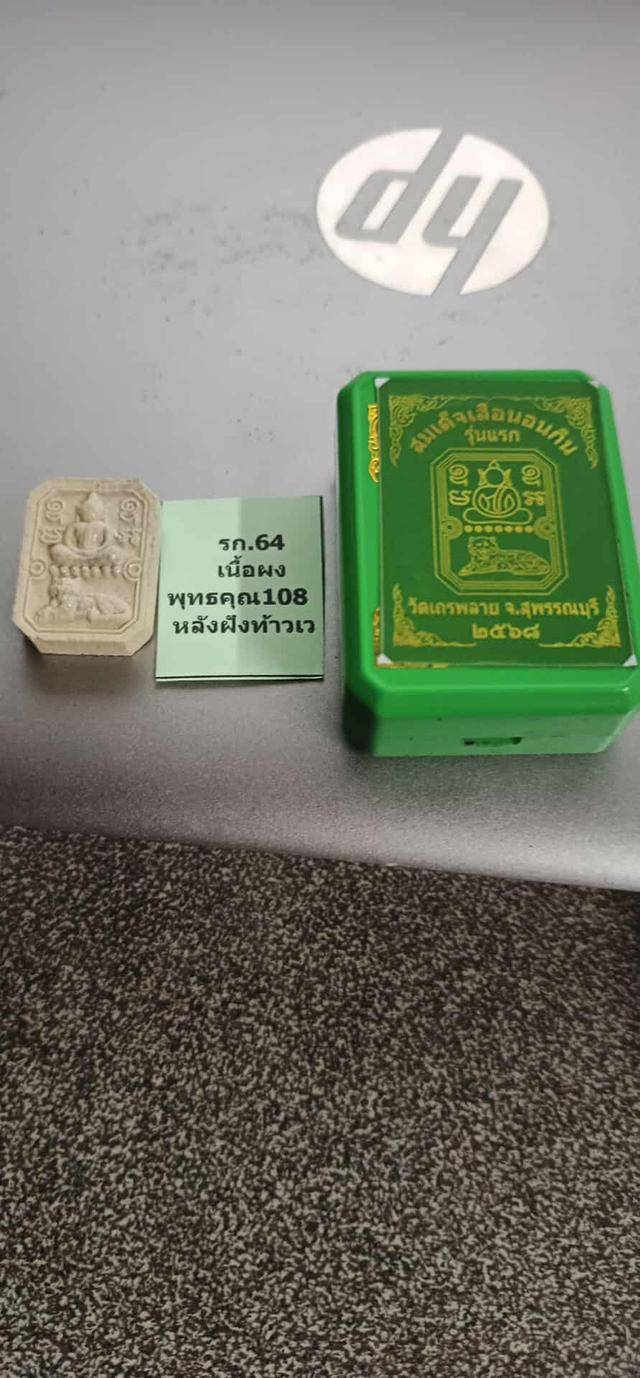 hp
รก.64
เนื้อผง
พุทธคุณ108
หลังฝังท้าวเว
สมเด็จเสือนอนกิน
รุ่นแรก
วัดเถรพลาย จ.สุพรรณบุรี
๒๕๖๘